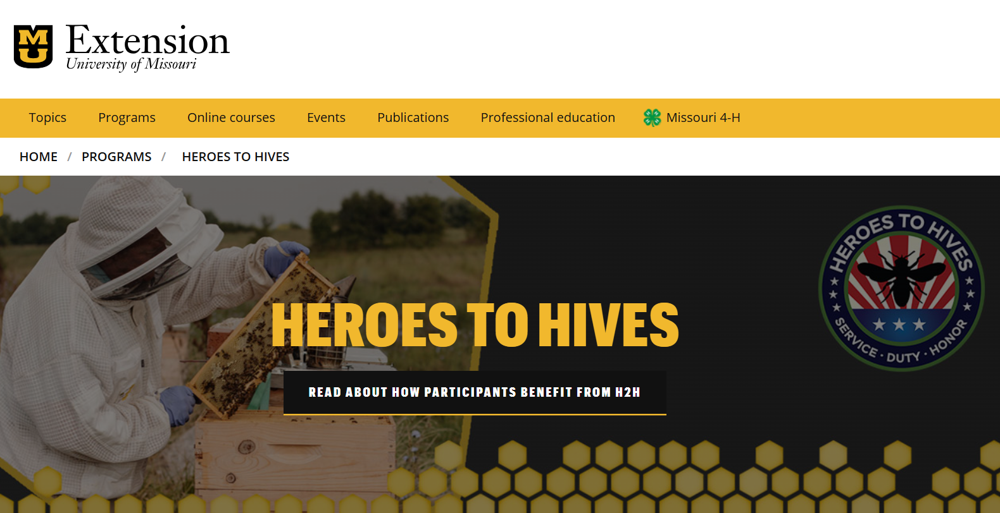 MU
Extension
University of Missouri
Topics
Programs
Online courses
Events
Publications
Professional education
Missouri 4-H
HOME / PROGRAMS / HEROES TO HIVES
HEROES TO HIVES
SERVICE · DUTY · HONOR
HEROES TO HIVES
READ ABOUT HOW PARTICIPANTS BENEFIT FROM H2H